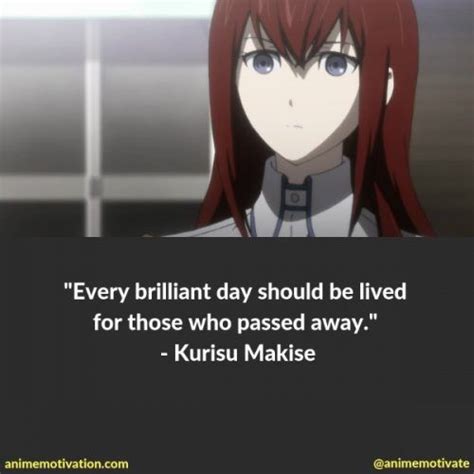 "Every brilliant day should be lived
for those who passed away."
- Kurisu Makise
animemotivation.com
@animemotivate